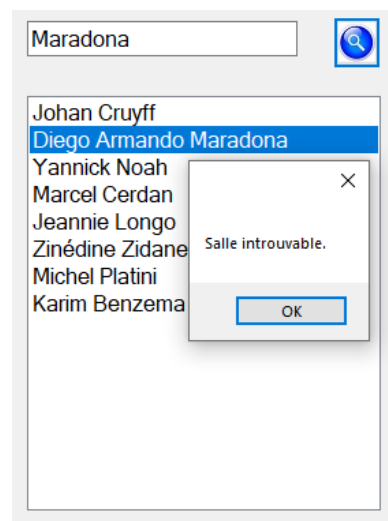 Maradona
Johan Cruyff
Diego Armando Maradona
Yannick Noah
Marcel Cerdan
Jeannie Longo
Zinédine Zidane
Michel Platini
Karim Benzema
Salle introuvable.
OK